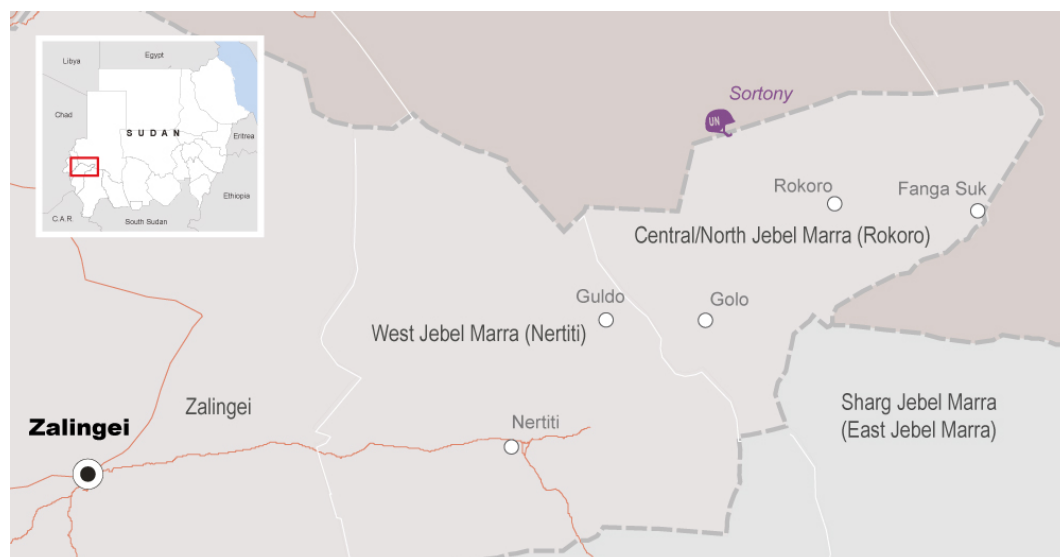 Libya
Egypt
Chad
SUDAN
Eritrea
Ethiopia
C.A.R.
South Sudan
UN
Sortony
Rokoro
Fanga Suk
Central/North Jebel Marra (Rokoro)
Guldo
Golo
West Jebel Marra (Nertiti)
Zalingei
Sharg Jebel Marra
(East Jebel Marra)
Zalingei
Nertiti